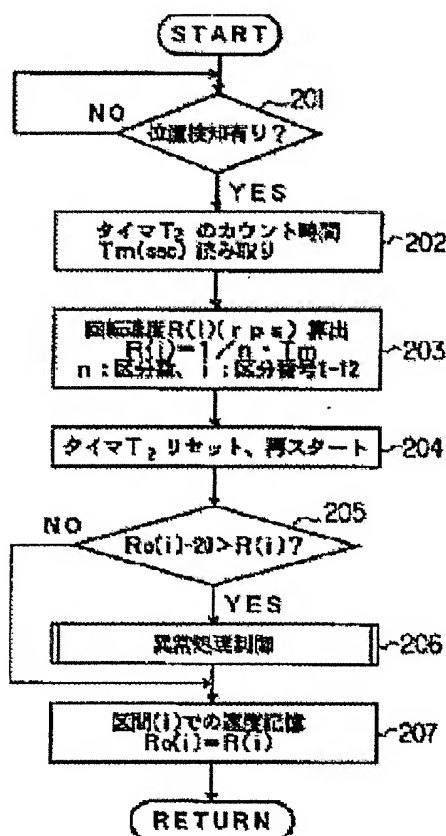 START
201
NO
位置検知有り?
YES
タイマT₂ のカウント時間
Tm(sec) 読み取り
202
回転速度R(i)(rps) 算出
R(i)=1/n・Tm
n:区分数、i:区分番号1-12
203
タイマT₂ リセット、再スタート
204
205
NO
Ro(i)-20>R(i)?
YES
異常処理制御
206
区間(i)での速度記憶
Ro(i)=R(i)
207
RETURN